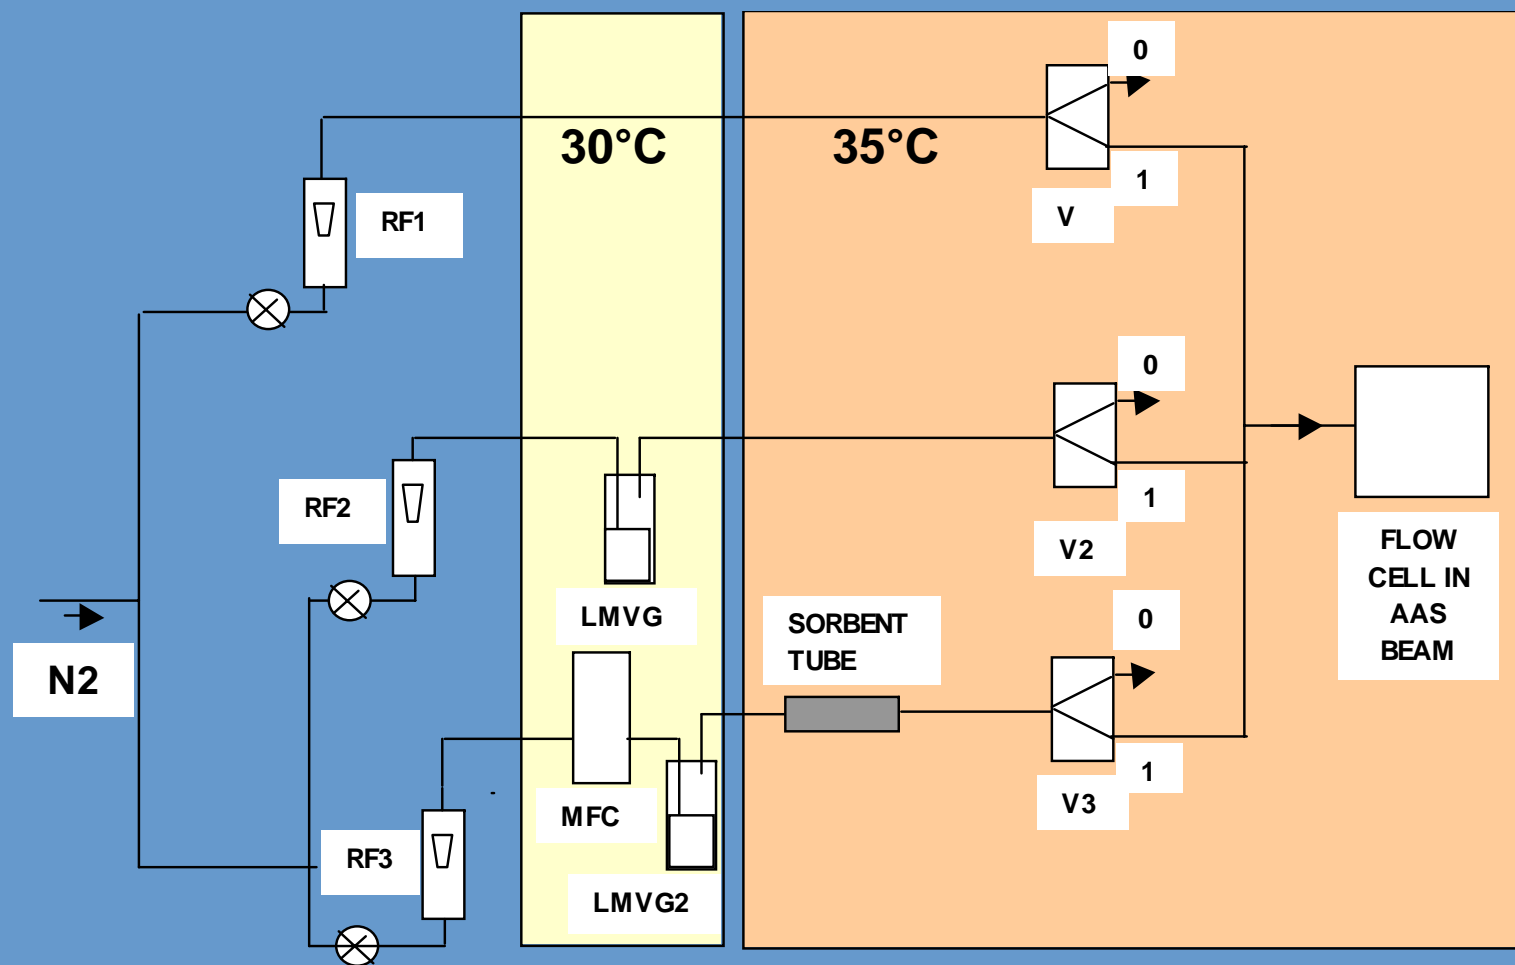 0
30°C
35°C
1
RF1
V
0
RF2
1
V2
FLOW
CELL IN
AAS
BEAM
LMVG
SORBENT
TUBE
0
N2
MFC
1
V3
RF3
LMVG2